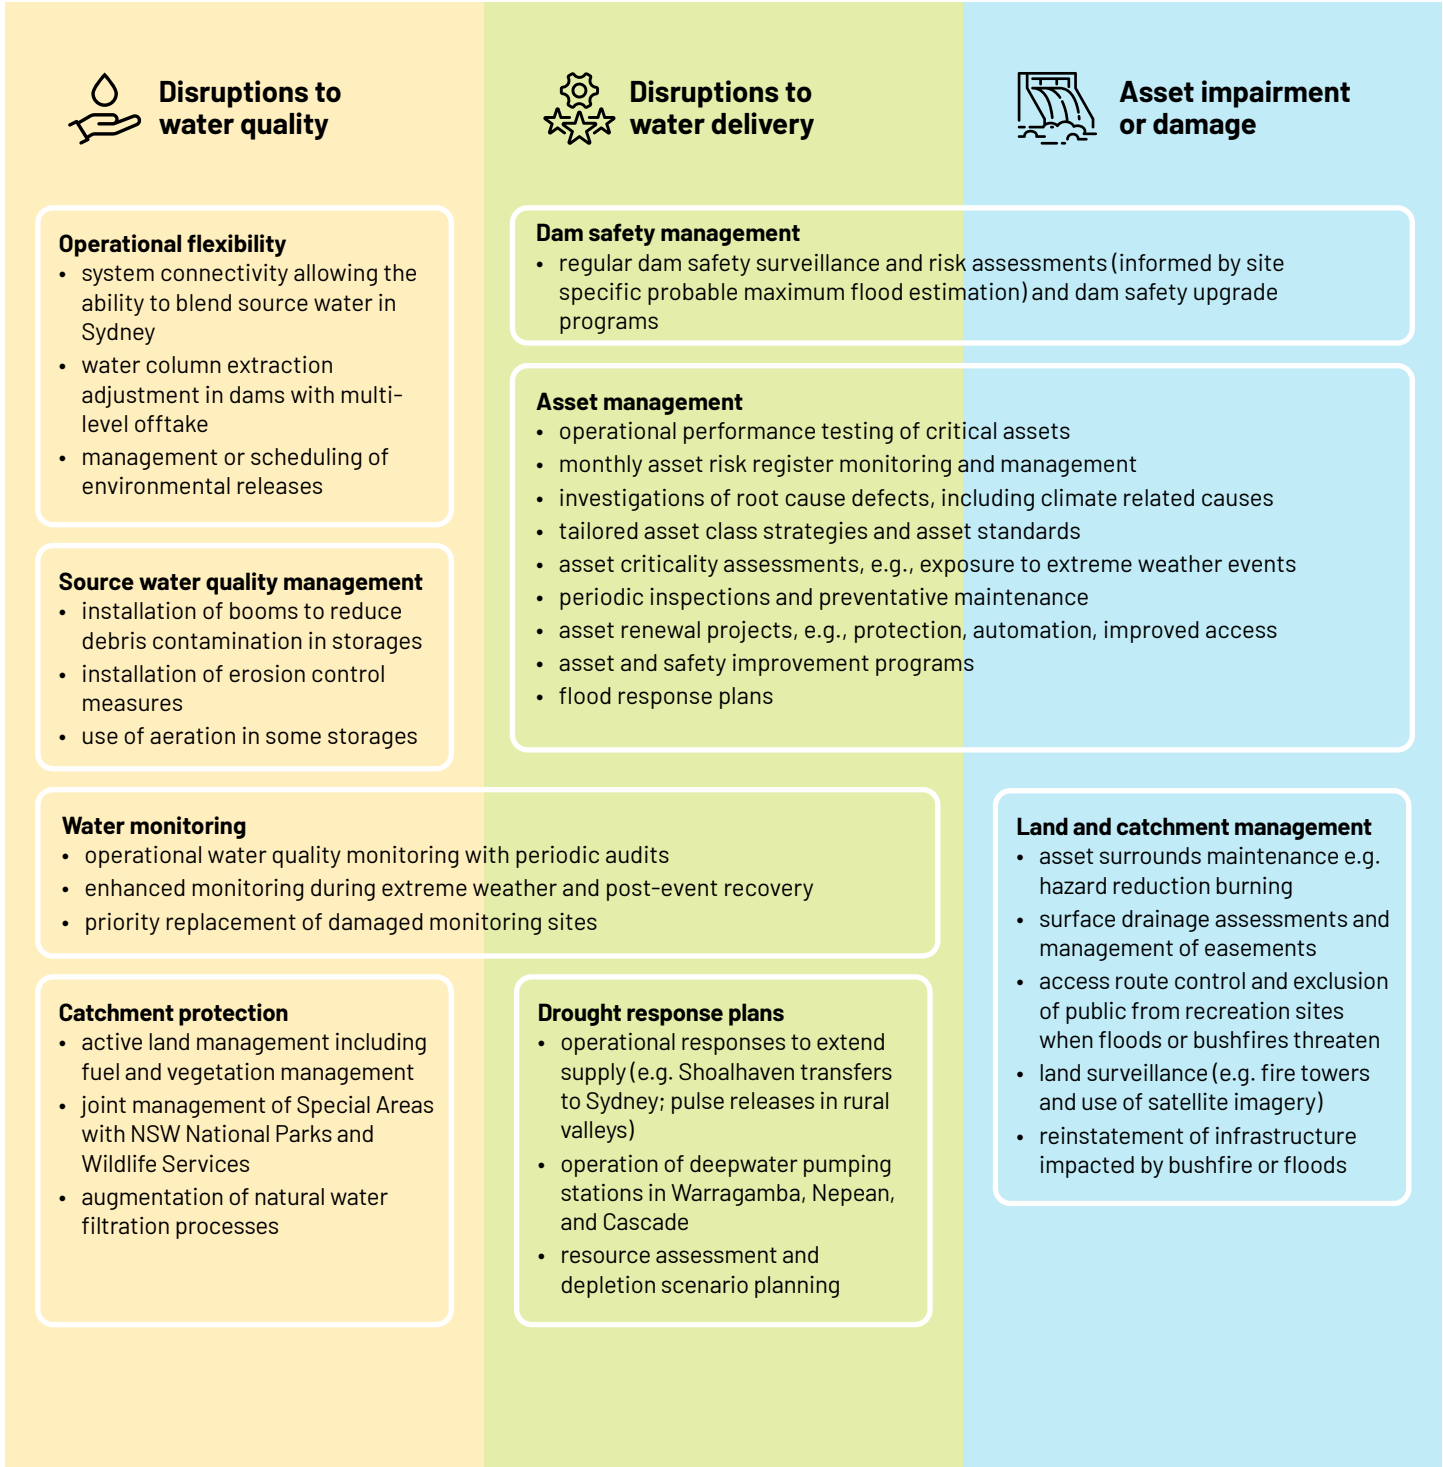 Disruptions to
water quality
Disruptions to
water delivery
Asset impairment
or damage
Operational flexibility
• system connectivity allowing the
ability to blend source water in
Sydney
• water column extraction
adjustment in dams with multi-
level offtake
• management or scheduling of
environmental releases
Source water quality management
• installation of booms to reduce
debris contamination in storages
• installation of erosion control
measures
• use of aeration in some storages
Dam safety management
• regular dam safety surveillance and risk assessments (informed by site
specific probable maximum flood estimation) and dam safety upgrade
programs
Asset management
• operational performance testing of critical assets
• monthly asset risk register monitoring and management
• investigations of root cause defects, including climate related causes
• tailored asset class strategies and asset standards
• asset criticality assessments, e.g., exposure to extreme weather events
• periodic inspections and preventative maintenance
• asset renewal projects, e.g., protection, automation, improved access
• asset and safety improvement programs
• flood response plans
Water monitoring
• operational water quality monitoring with periodic audits
• enhanced monitoring during extreme weather and post-event recovery
• priority replacement of damaged monitoring sites
Catchment protection
• active land management including
fuel and vegetation management
• joint management of Special Areas
with NSW National Parks and
Wildlife Services
• augmentation of natural water
filtration processes
Drought response plans
• operational responses to extend
supply (e.g. Shoalhaven transfers
to Sydney; pulse releases in rural
valleys)
• operation of deepwater pumping
stations in Warragamba, Nepean,
and Cascade
• resource assessment and
depletion scenario planning
Land and catchment management
• asset surrounds maintenance e.g.
hazard reduction burning
• surface drainage assessments and
management of easements
• access route control and exclusion
of public from recreation sites
when floods or bushfires threaten
• land surveillance (e.g. fire towers
and use of satellite imagery)
• reinstatement of infrastructure
impacted by bushfire or floods